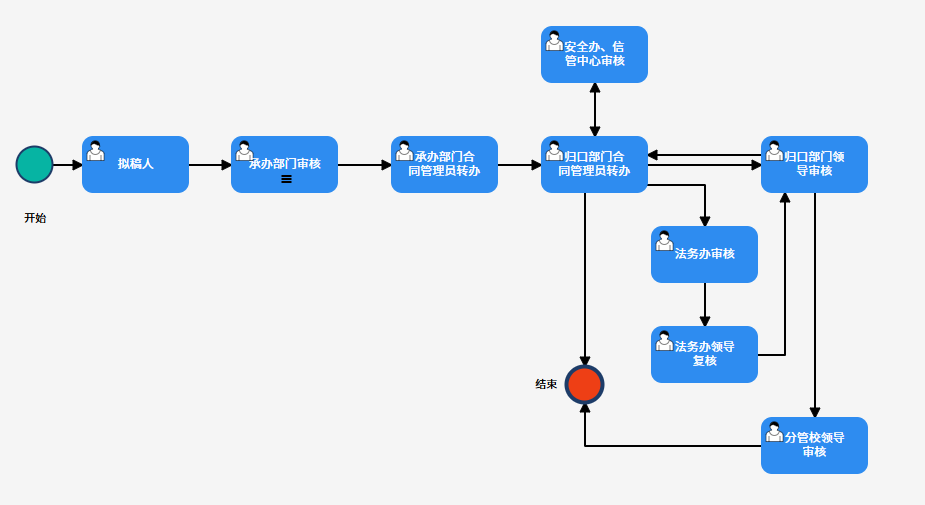 安全办、信
管中心审核
拟稿人
承办部门审核
承办部门合
同管理员转办
归口部门合
同管理员转办
归口部门领
导审核
开始
法务办审核
法务办领导
复核
结束
分管校领导
审核